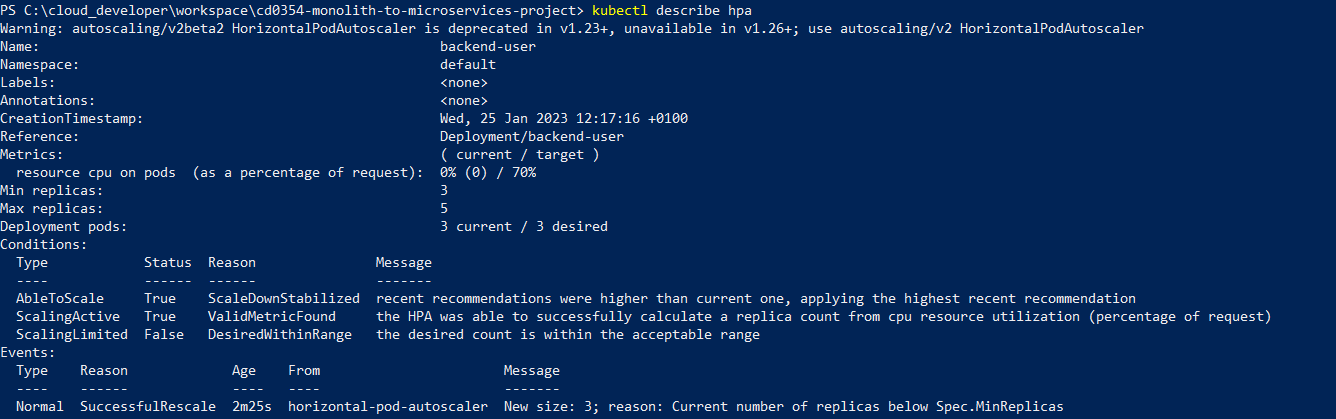 PS C:\cloud_developer\workspace\cd0354-monolith-to-microservices-project> kubectl describe hpa
Warning: autoscaling/v2beta2 HorizontalPodAutoscaler is deprecated in v1.23+, unavailable in v1.26+; use autoscaling/v2 HorizontalPodAutoscaler
Name: backend-user
Namespace: default
Labels: <none>
Annotations: <none>
CreationTimestamp: Wed, 25 Jan 2023 12:17:16 +0100
Reference: Deployment/backend-user
Metrics: ( current / target )
  resource cpu on pods  (as a percentage of request): 0% (0) / 70%
Min replicas: 3
Max replicas: 5
Deployment pods: 3 current / 3 desired
Conditions:
  Type            Status  Reason               Message
  ----            ------  ------               -------
  AbleToScale     True    ScaleDownStabilized  recent recommendations were higher than current one, applying the highest recent recommendation
  ScalingActive   True    ValidMetricFound     the HPA was able to successfully calculate a replica count from cpu resource utilization (percentage of request)
  ScalingLimited  False   DesiredWithinRange   the desired count is within the acceptable range
Events:
  Type    Reason             Age    From                       Message
  ----    ------             ----   ----                       -------
  Normal  SuccessfulRescale  2m25s  horizontal-pod-autoscaler  New size: 3; reason: Current number of replicas below Spec.MinReplicas